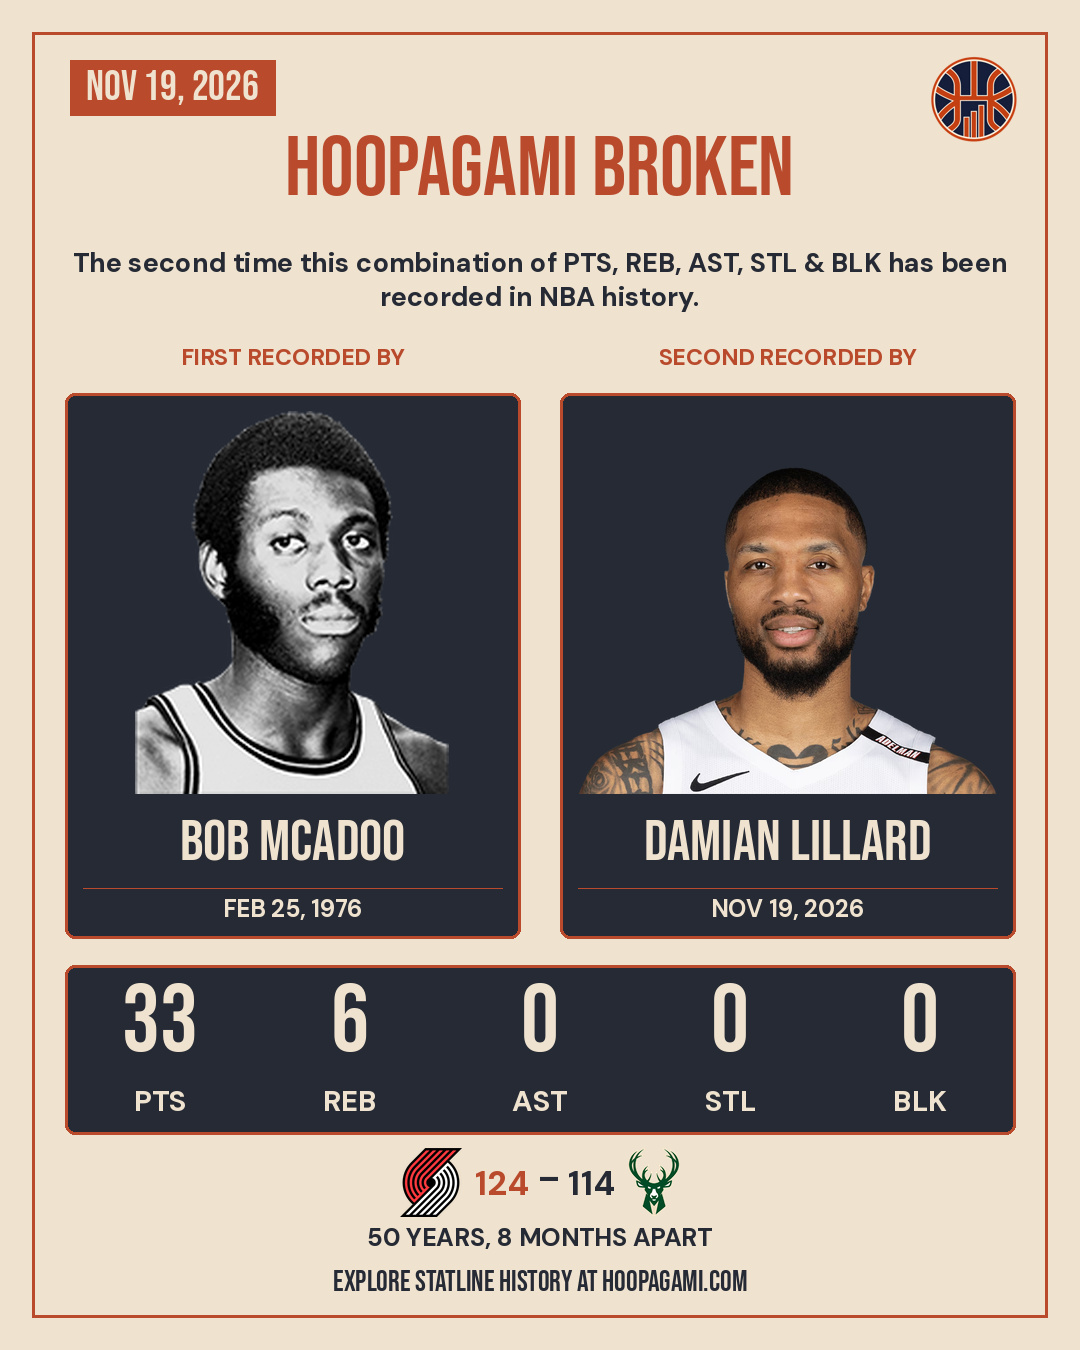 NOV 19, 2026
HOOPAGAMI BROKEN
The second time this combination of PTS, REB, AST, STL & BLK has been
recorded in NBA history.
FIRST RECORDED BY
SECOND RECORDED BY
ADELMAN
BOB MCADOO
FEB 25, 1976
DAMIAN LILLARD
NOV 19, 2026
33 6 0 0 0
PTS REB AST STL BLK
124 – 114
50 YEARS, 8 MONTHS APART
EXPLORE STATLINE HISTORY AT HOOPAGAMI.COM